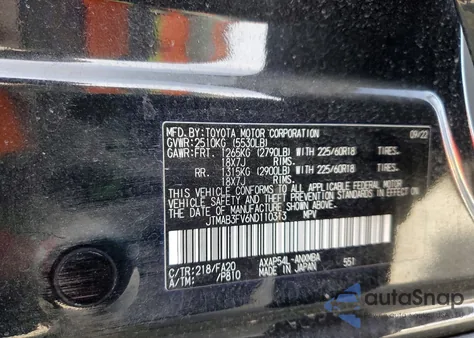 MFD. BY: TOYOTA MOTOR CORPORATION 09/22
GVWR: 2510KG (5530LB)
GAWR: FRT. 1265KG (2790LB) WITH 225/60R18 TIRES.
18X7J RIMS.
RR. 1315KG (2900LB) WITH 225/60R18 TIRES.
18X7J RIMS.
THIS VEHICLE CONFORMS TO ALL APPLICABLE FEDERAL MOTOR
VEHICLE SAFETY AND THEFT PREVENTION STANDARDS IN EFFECT ON
THE DATE OF MANUFACTURE SHOWN ABOVE.
JTMAB3FV6ND110313 MPV
C/TR: 218/FA20 AXAP54L-ANXMBA 551
A/TM: /P810 MADE IN JAPAN
autoSnap